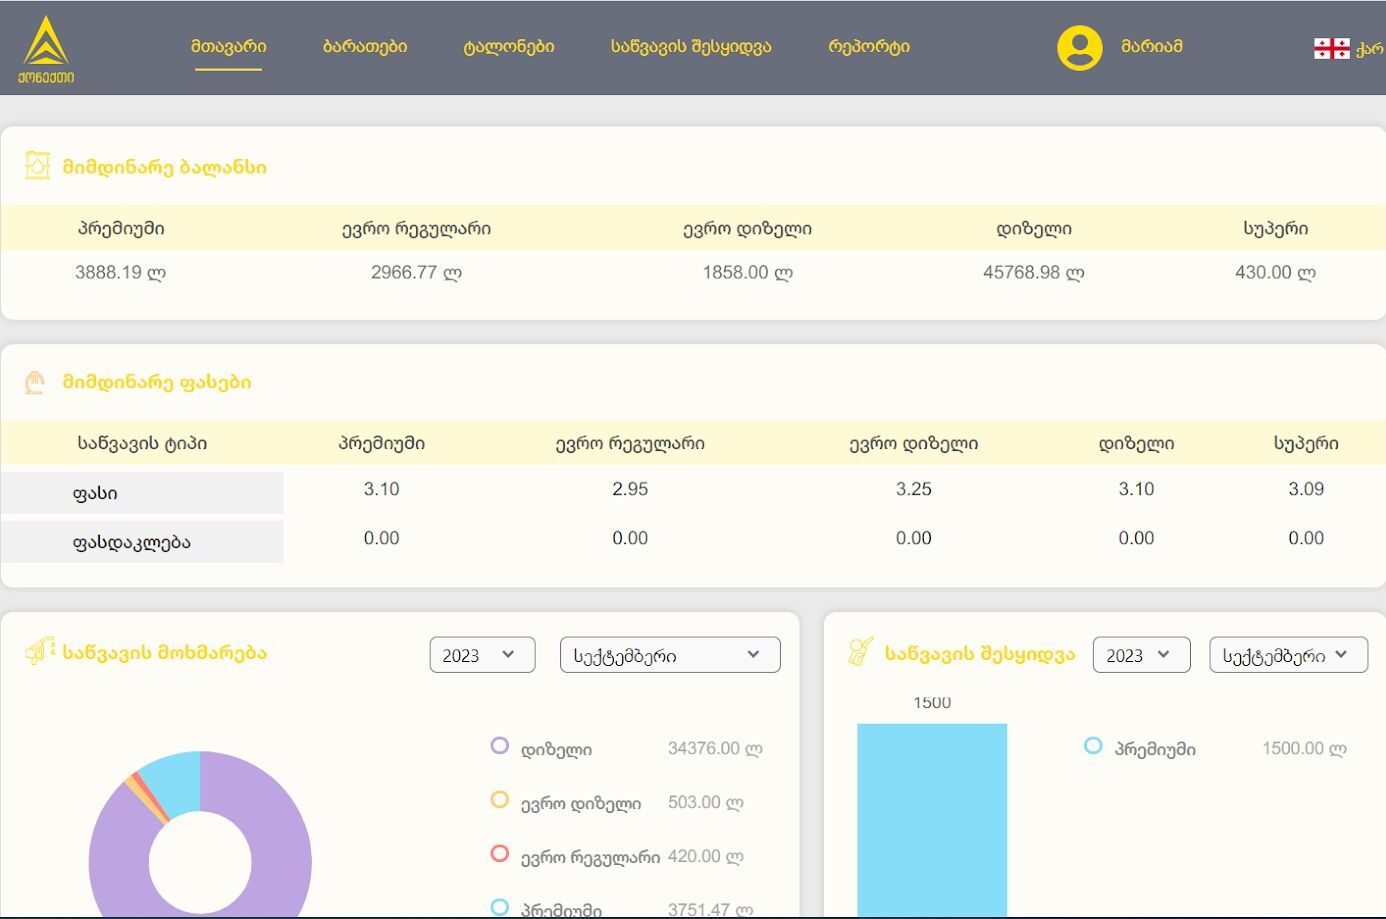 ქონექთი
მთავარი ბარათები ტალონები საწვავის შესყიდვა რეპორტი მარიამ ქარ
მიმდინარე ბალანსი
პრემიუმი ევრო რეგულარი ევრო დიზელი დიზელი სუპერი
3888.19 ლ 2966.77 ლ 1858.00 ლ 45768.98 ლ 430.00 ლ
მიმდინარე ფასები
საწვავის ტიპი პრემიუმი ევრო რეგულარი ევრო დიზელი დიზელი სუპერი
ფასი 3.10 2.95 3.25 3.10 3.09
ფასდაკლება 0.00 0.00 0.00 0.00 0.00
საწვავის მოხმარება 2023 სექტემბერი
დიზელი 34376.00 ლ
ევრო დიზელი 503.00 ლ
ევრო რეგულარი 420.00 ლ
პრემიუმი 3751.47 ლ
საწვავის შესყიდვა 2023 სექტემბერი
1500
პრემიუმი 1500.00 ლ